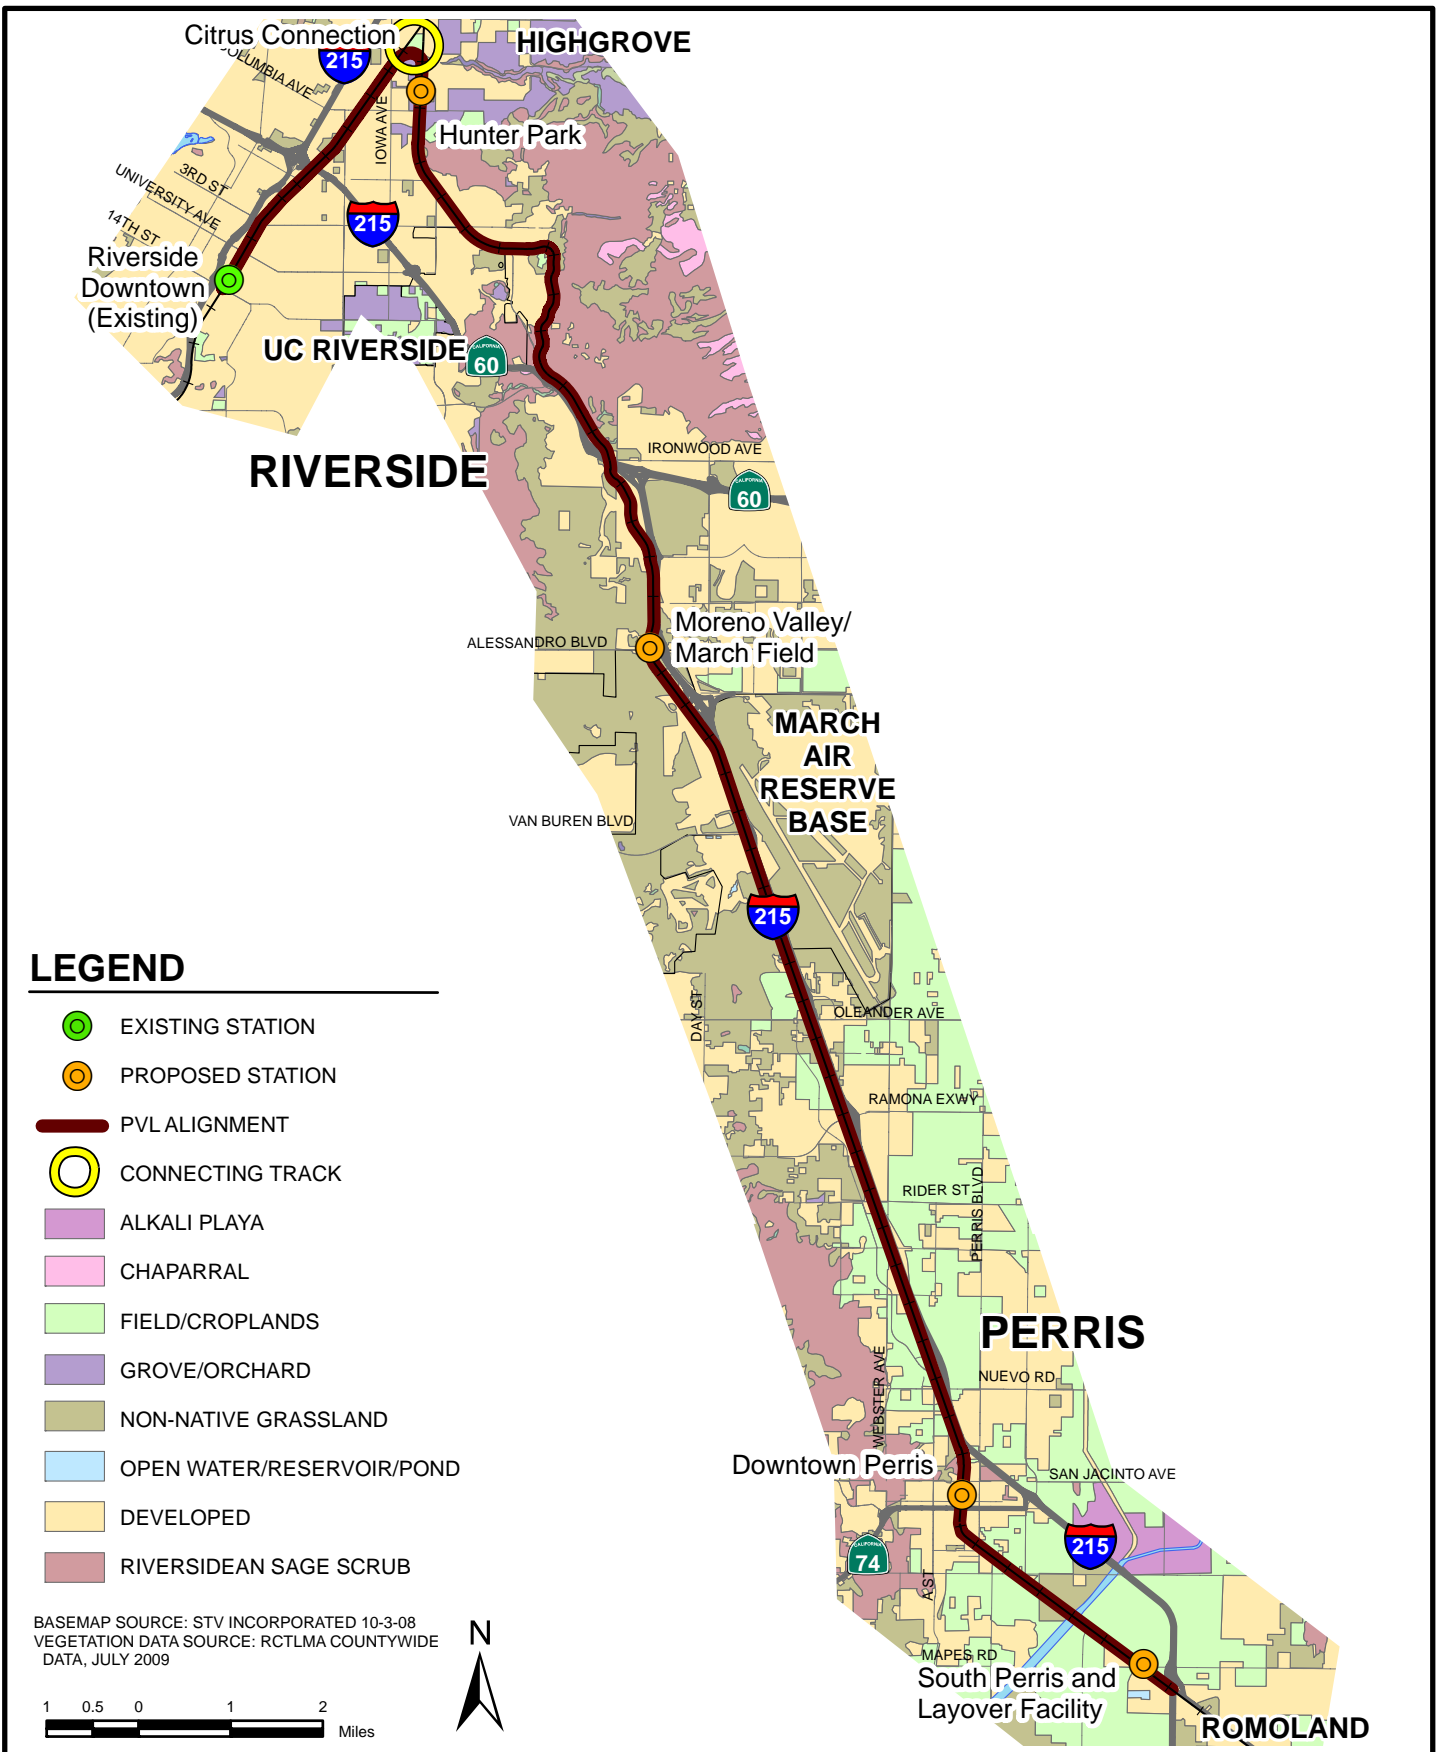 Citrus Connection
HIGHGROVE
215
COLUMBIA AVE
IOWA AVE
Hunter Park
3RD ST
UNIVERSITY AVE
14TH ST
215
Riverside
Downtown
(Existing)
UC RIVERSIDE
CALIFORNIA
60
RIVERSIDE
IRONWOOD AVE
CALIFORNIA
60
Moreno Valley/
March Field
ALESSANDRO BLVD
MARCH
AIR
RESERVE
BASE
VAN BUREN BLVD
215
DAY ST
OLEANDER AVE
RAMONA EXWY
RIDER ST
PERRIS BLVD
PERRIS
NUEVO RD
WEBSTER AVE
Downtown Perris
SAN JACINTO AVE
215
CALIFORNIA
74
A ST
MAPES RD
South Perris and
Layover Facility
ROMOLAND
LEGEND
EXISTING STATION
PROPOSED STATION
PVL ALIGNMENT
CONNECTING TRACK
ALKALI PLAYA
CHAPARRAL
FIELD/CROPLANDS
GROVE/ORCHARD
NON-NATIVE GRASSLAND
OPEN WATER/RESERVOIR/POND
DEVELOPED
RIVERSIDEAN SAGE SCRUB
BASEMAP SOURCE: STV INCORPORATED 10-3-08
VEGETATION DATA SOURCE: RCTLMA COUNTYWIDE
DATA, JULY 2009
N
1 0.5 0 1 2
Miles